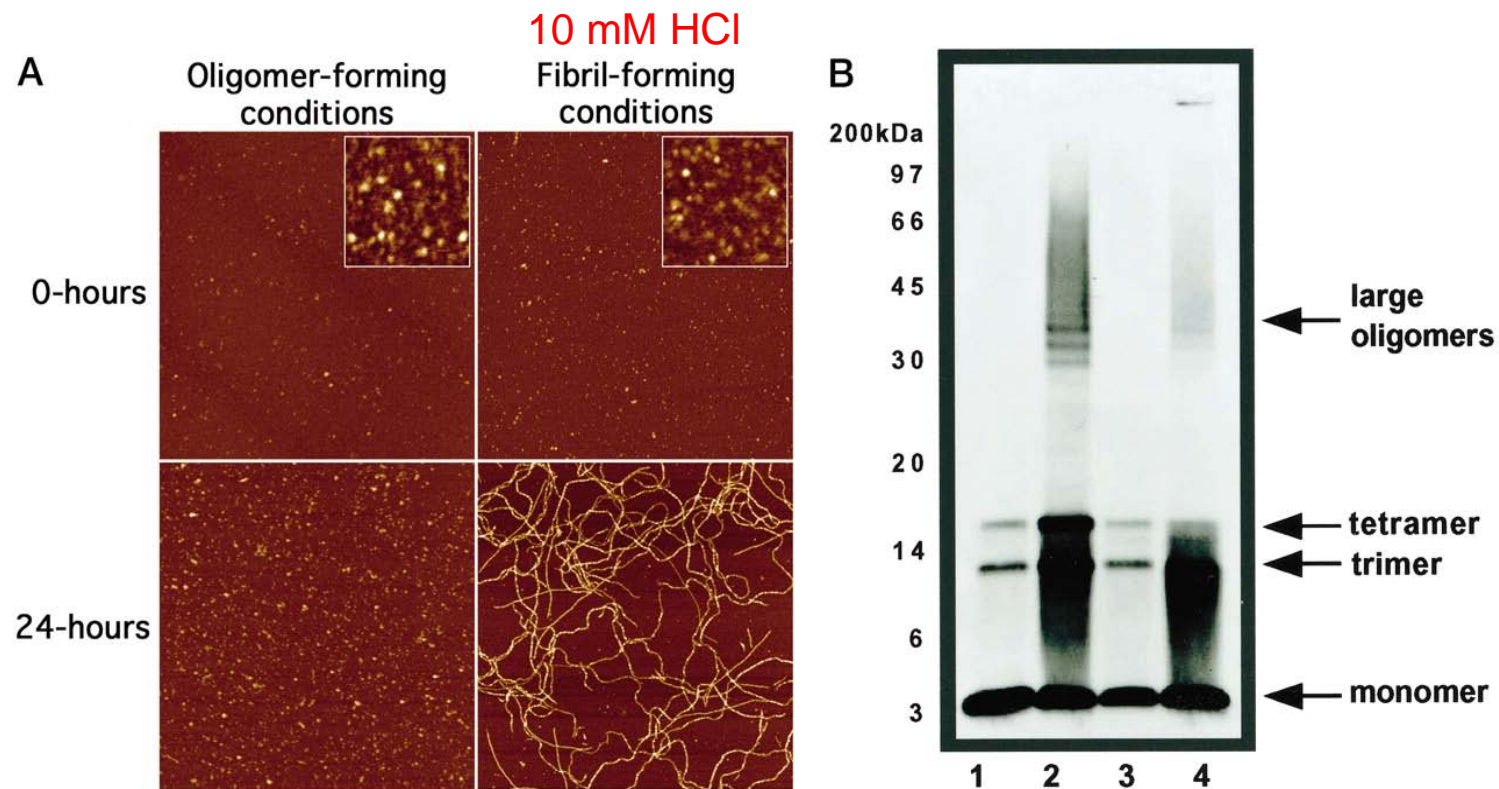 10 mM HCl
A
Oligomer-forming
conditions
Fibril-forming
conditions
0-hours
24-hours
B
200kDa
97
66
45
30
20
14
6
3
large
oligomers
tetramer
trimer
monomer
1 2 3 4